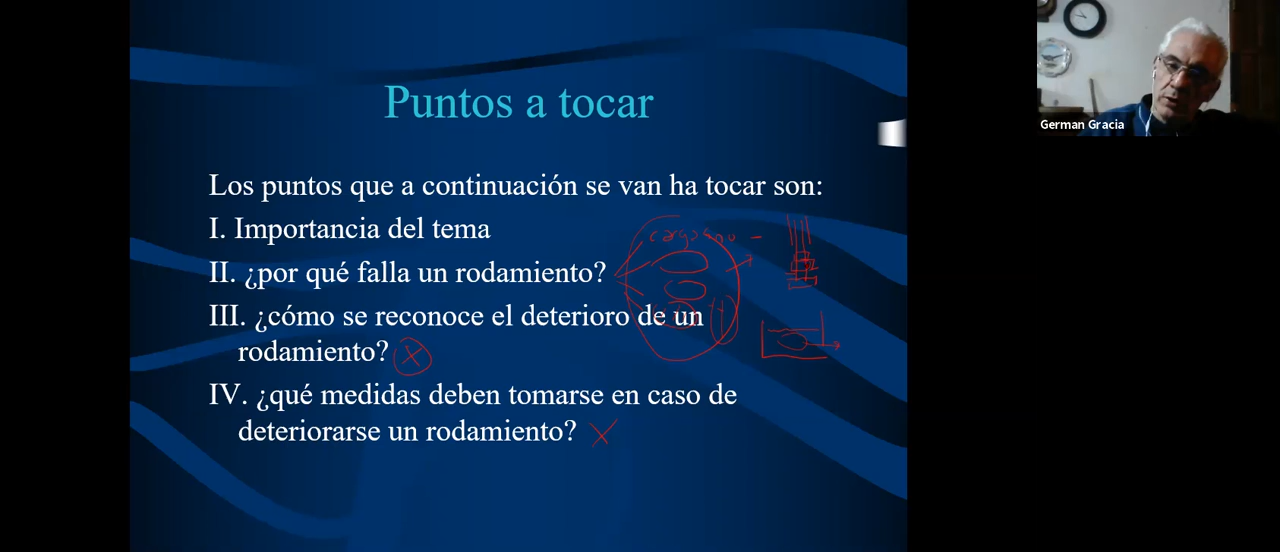 Puntos a tocar
Los puntos que a continuación se van ha tocar son:
I. Importancia del tema
II. ¿por qué falla un rodamiento?
III. ¿cómo se reconoce el deterioro de un
rodamiento?
IV. ¿qué medidas deben tomarse en caso de
deteriorarse un rodamiento?
German Gracia